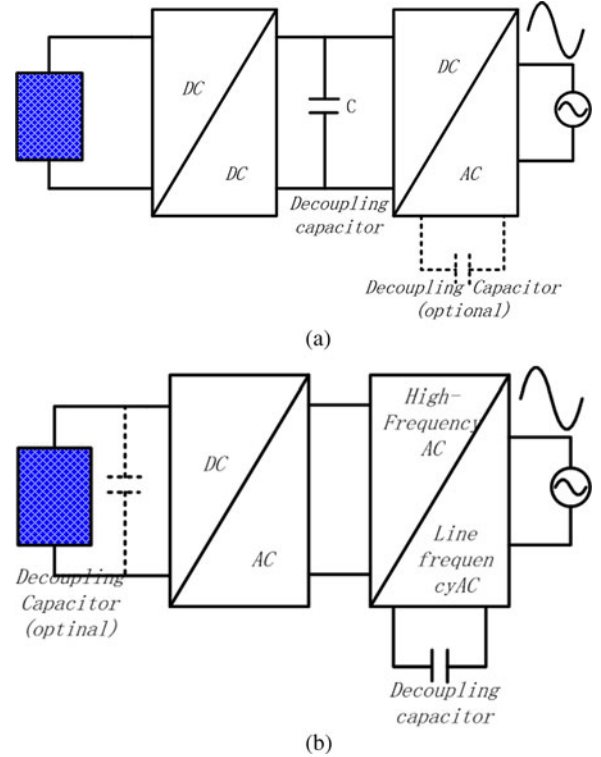 DC
DC
C
DC
AC
Decoupling
capacitor
Decoupling Capacitor
(optional)
(a)
High-
Frequency
AC
DC
AC
Line
frequen
cyAC
Decoupling
Capacitor
(optinal)
Decoupling
capacitor
(b)